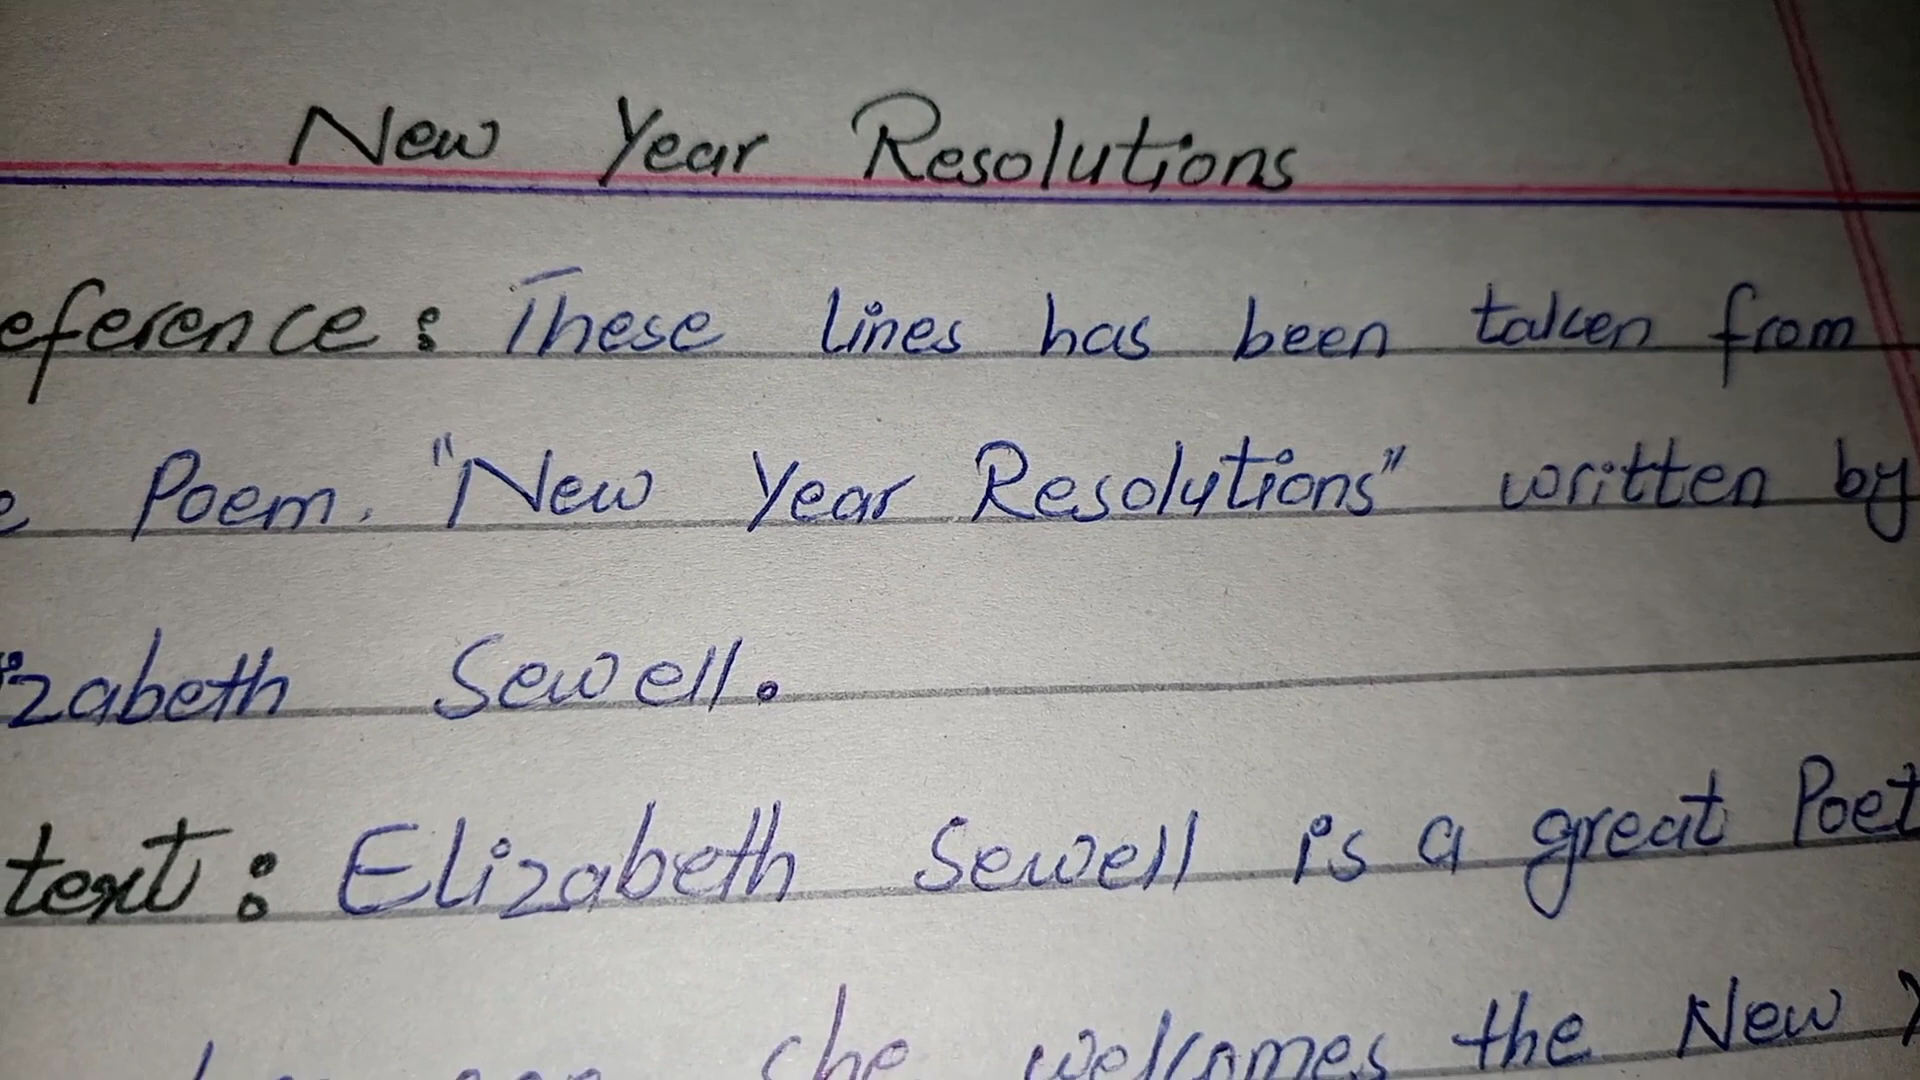 New Year Resolutions
eference: These lines has been taken from
e Poem. "New Year Resolutions" written by
izabeth Sewell.
text: Elizabeth Sewell is a great Poet
she welcomes the New